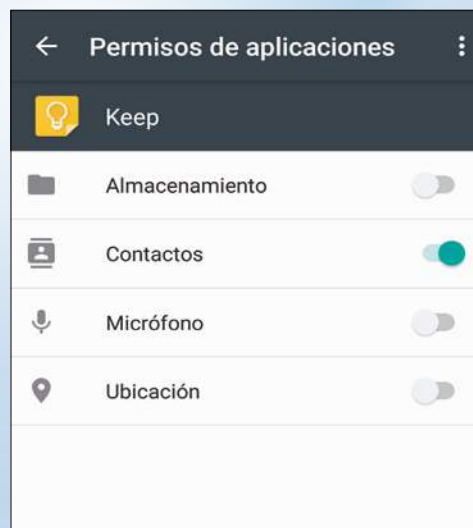 Permisos de aplicaciones
Keep
Almacenamiento
Contactos
Micrófono
Ubicación